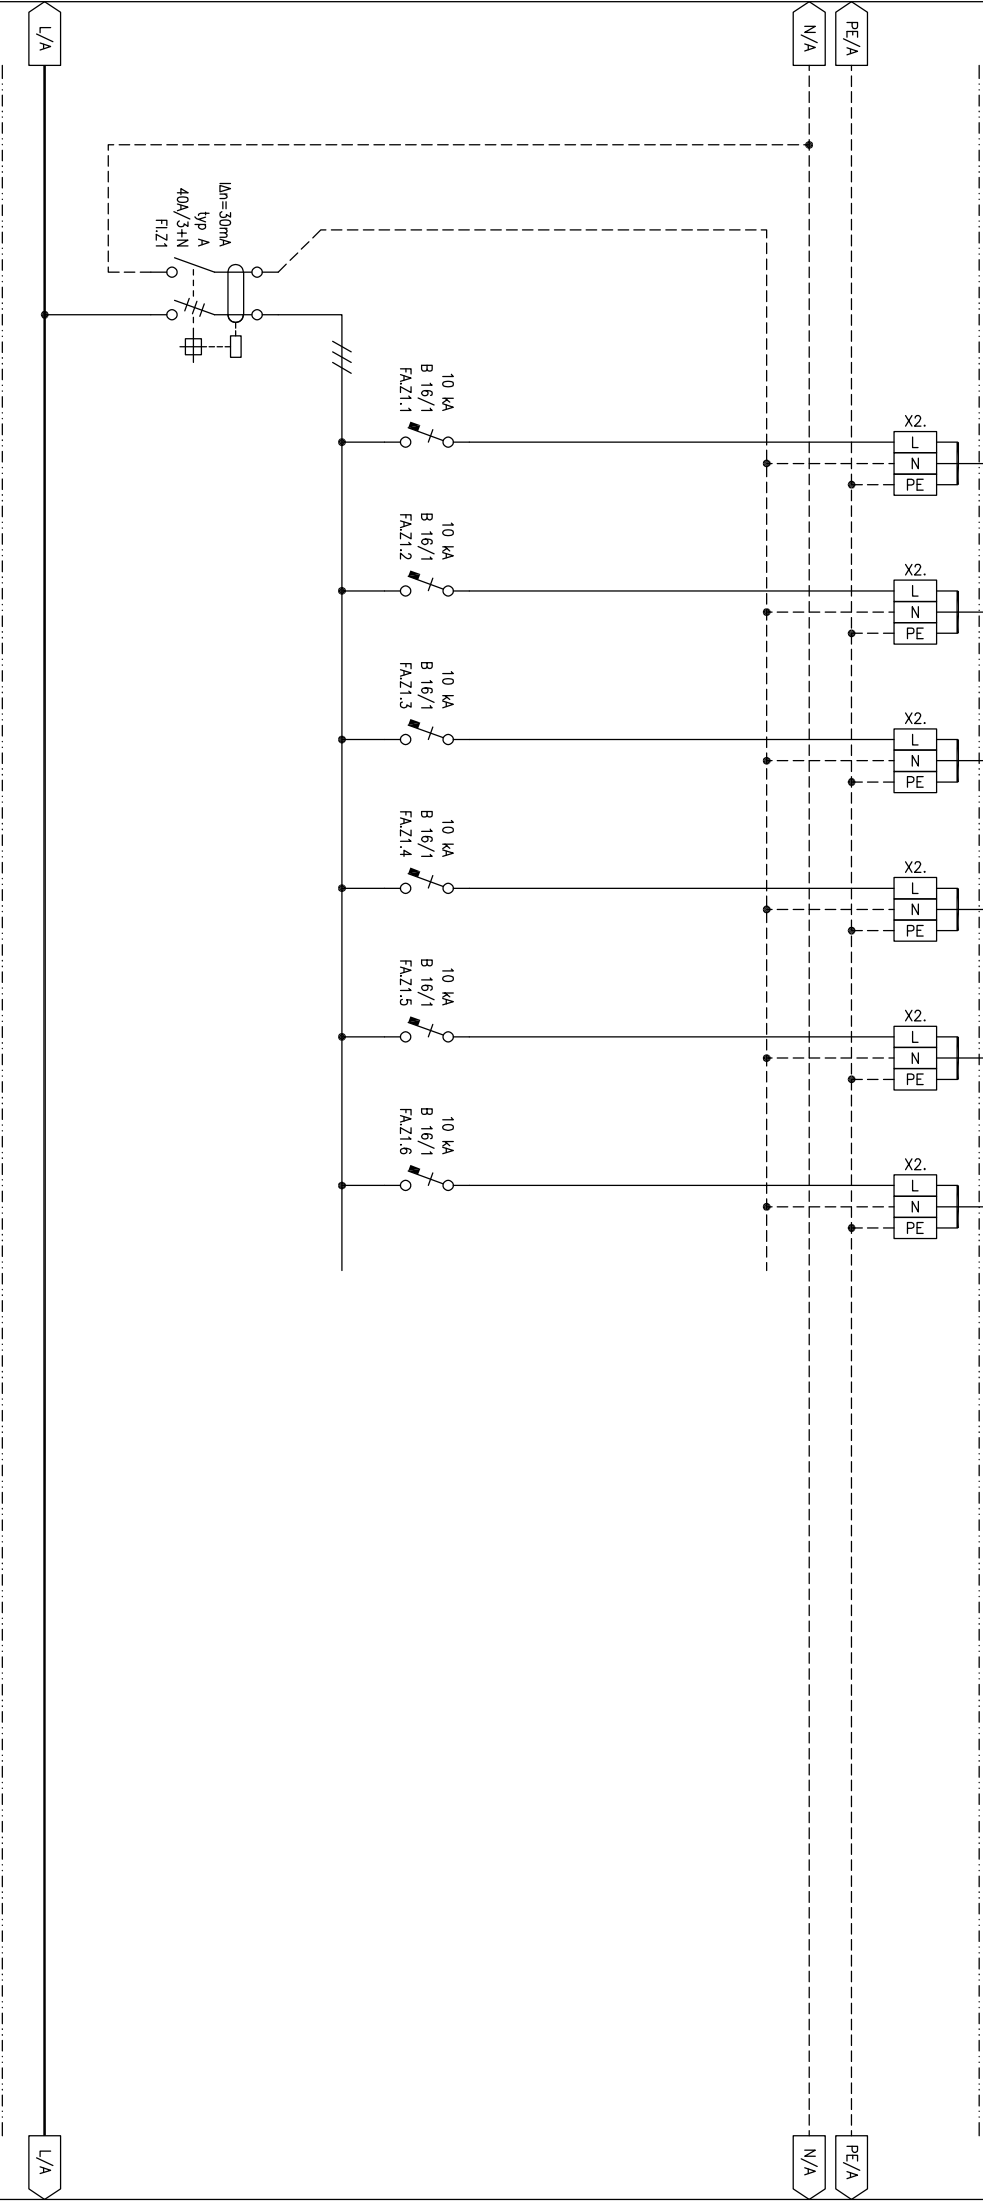 L/A
N/A
PE/A
IΔn=30mA
typ A
40A/3+N
FI.Z1
10 kA
B 16/1
FA.Z1.1
X2.
L
N
PE
10 kA
B 16/1
FA.Z1.2
X2.
L
N
PE
10 kA
B 16/1
FA.Z1.3
X2.
L
N
PE
10 kA
B 16/1
FA.Z1.4
X2.
L
N
PE
10 kA
B 16/1
FA.Z1.5
X2.
L
N
PE
10 kA
B 16/1
FA.Z1.6
X2.
L
N
PE
L/A
N/A
PE/A